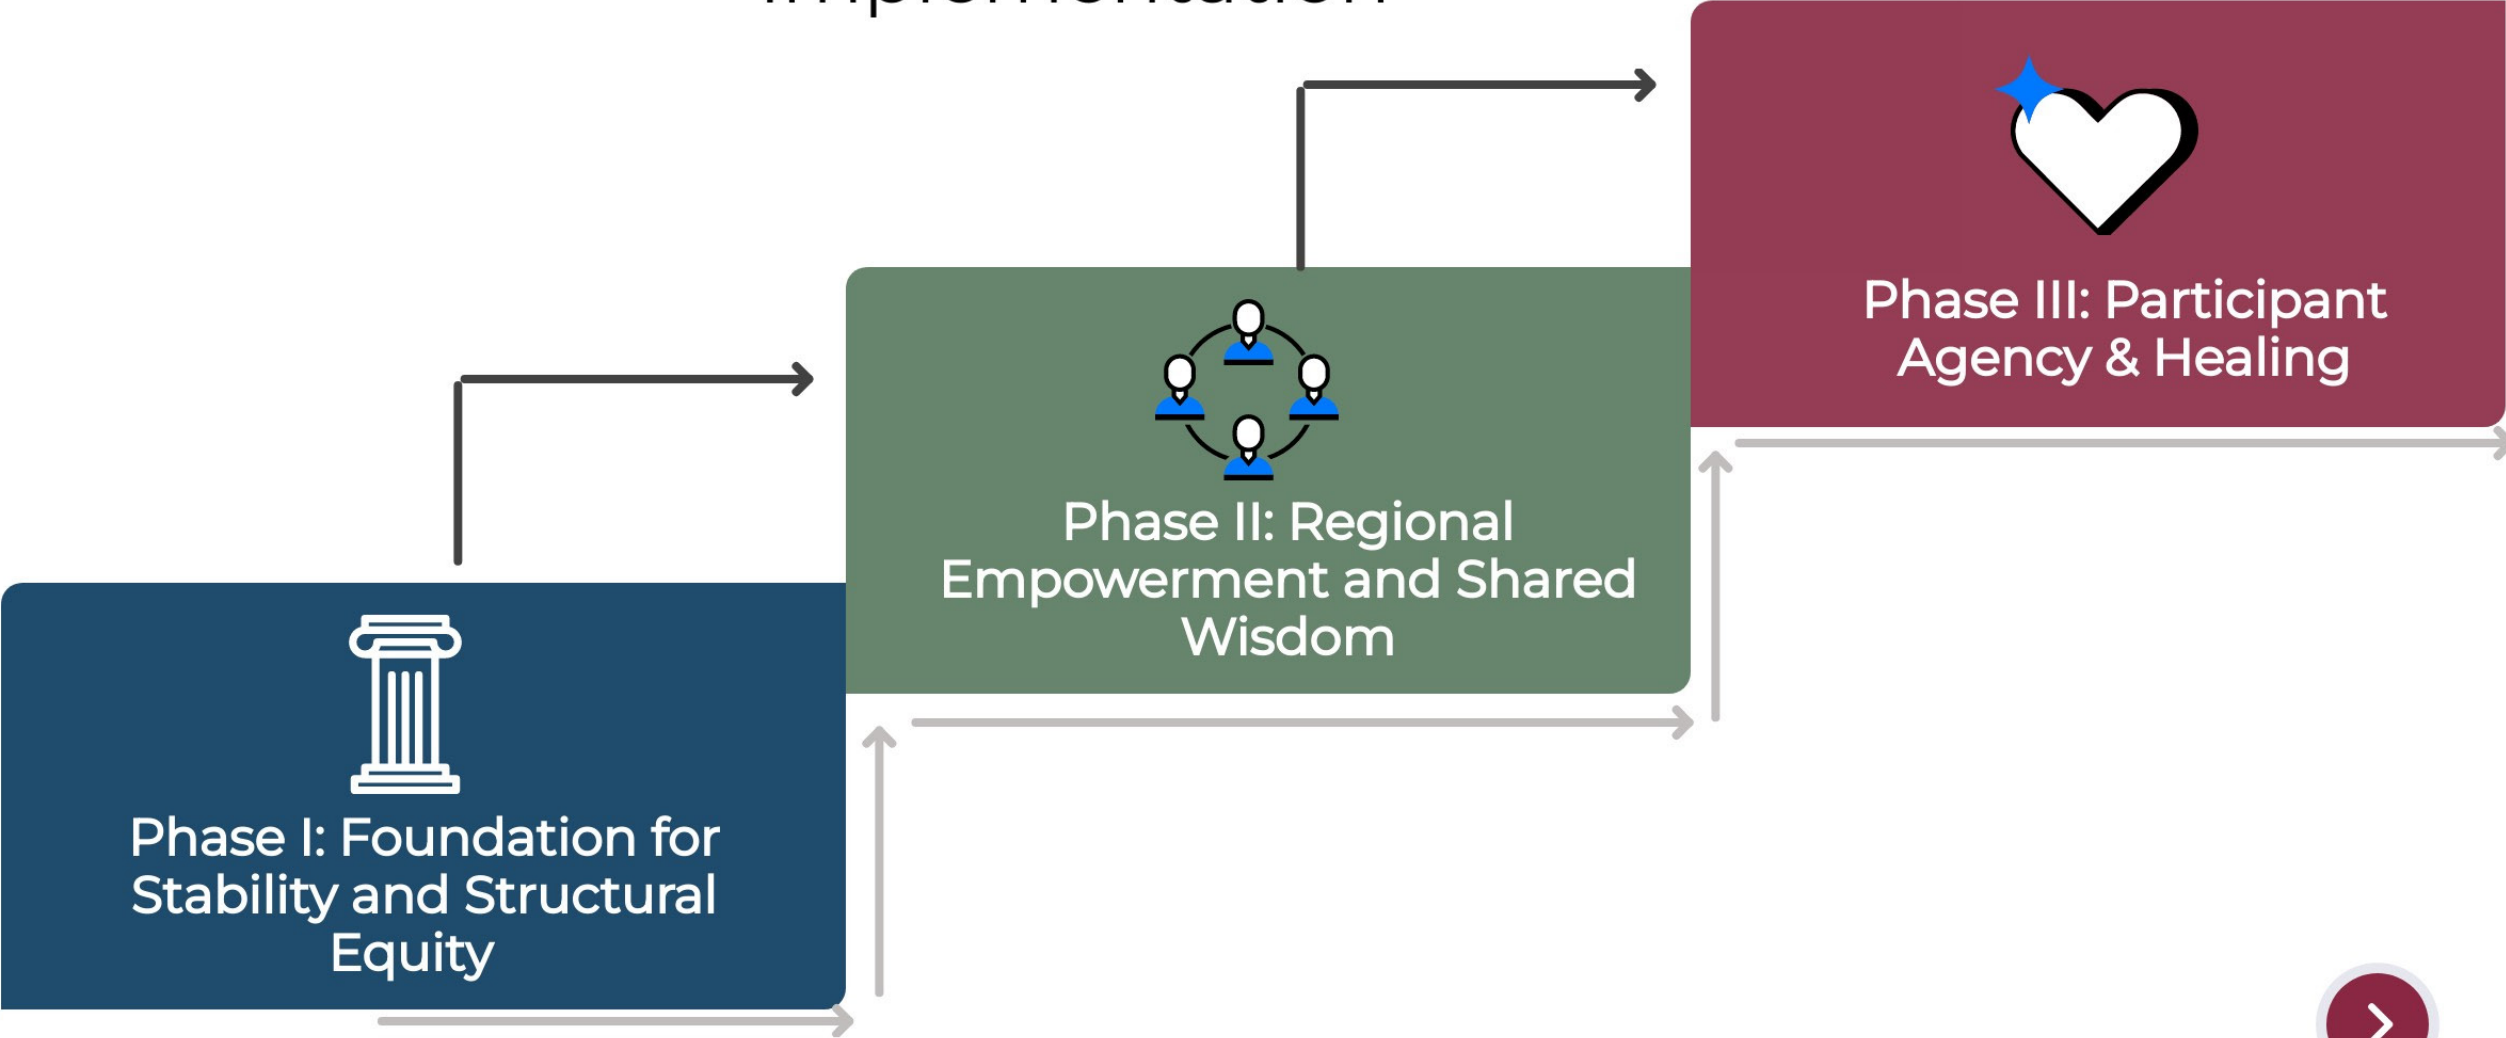 Implementation
Phase III: Participant
Agency & Healing
Phase II: Regional
Empowerment and Shared
Wisdom
Phase I: Foundation for
Stability and Structural
Equity